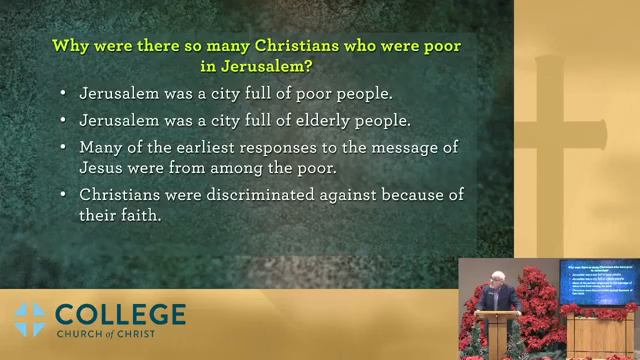 Why were there so many Christians who were poor
in Jerusalem?
• Jerusalem was a city full of poor people.
• Jerusalem was a city full of elderly people.
• Many of the earliest responses to the message of
Jesus were from among the poor.
• Christians were discriminated against because of
their faith.
COLLEGE
CHURCH of CHRIST